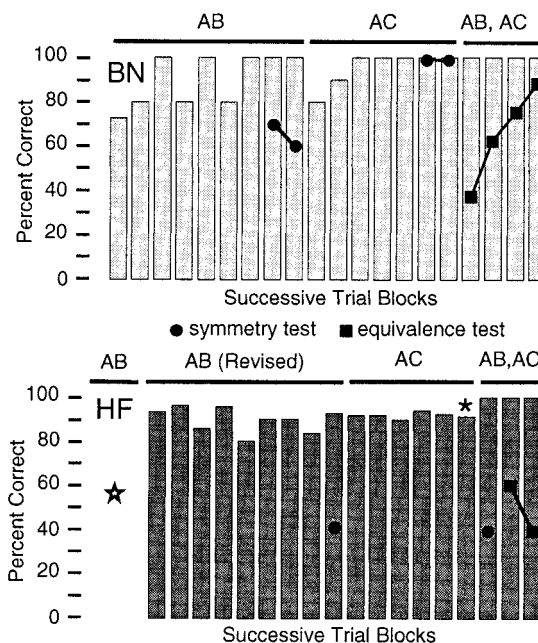 AB AC AB, AC
100
BN
80
60
40
20
0
Percent Correct
Successive Trial Blocks
● symmetry test ■ equivalence test
AB AB (Revised) AC AB,AC
100
HF
80
60
40
20
0
Percent Correct
Successive Trial Blocks